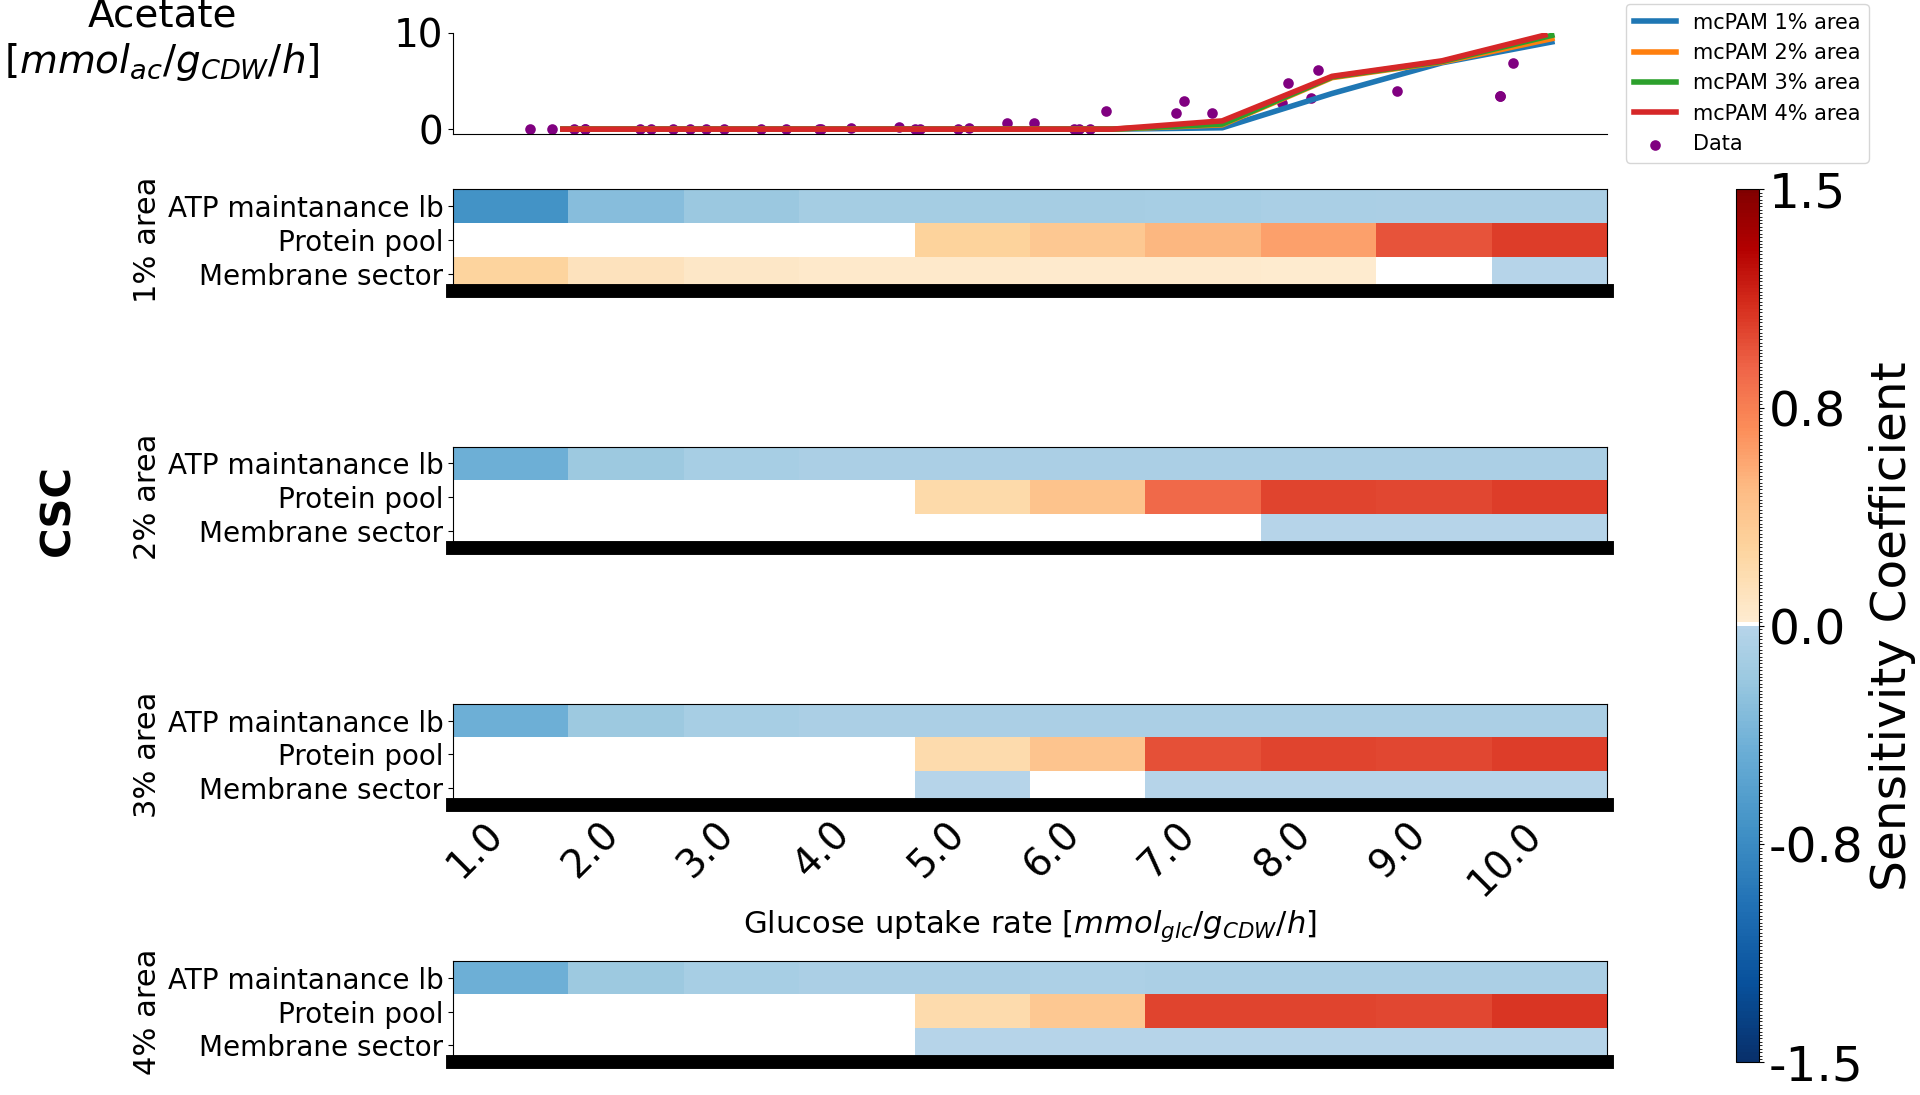 Acetate
[mmol_ac/g_CDW/h]
10
0
mcPAM 1% area
mcPAM 2% area
mcPAM 3% area
mcPAM 4% area
Data
CSC
1% area
ATP maintanance lb
Protein pool
Membrane sector
2% area
ATP maintanance lb
Protein pool
Membrane sector
3% area
ATP maintanance lb
Protein pool
Membrane sector
1.0 2.0 3.0 4.0 5.0 6.0 7.0 8.0 9.0 10.0
Glucose uptake rate [mmol_glc/g_CDW/h]
4% area
ATP maintanance lb
Protein pool
Membrane sector
1.5
0.8
0.0
-0.8
-1.5
Sensitivity Coefficient